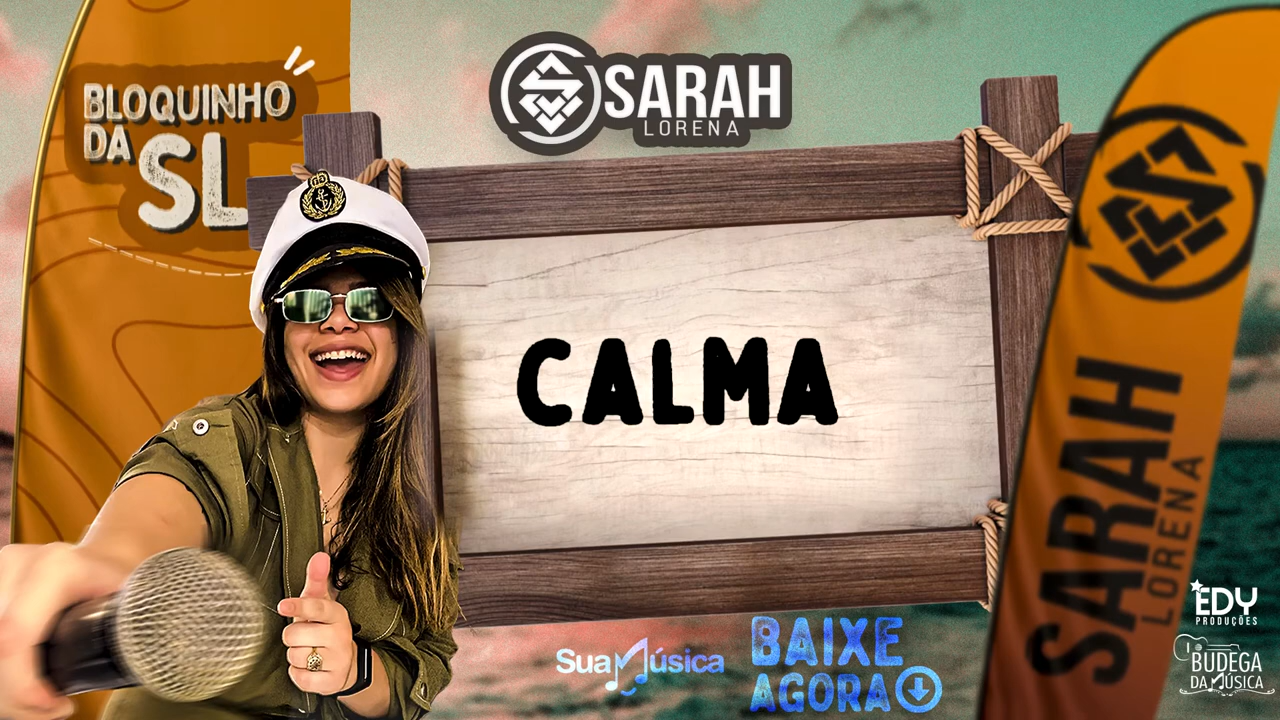 BLOQUINHO
DA SL
SARAH
LORENA
CALMA
SARAH
LORENA
SuaMúsica
BAIXE
AGORA
EDY
PRODUÇÕES
BUDEGA
DA MÚSICA